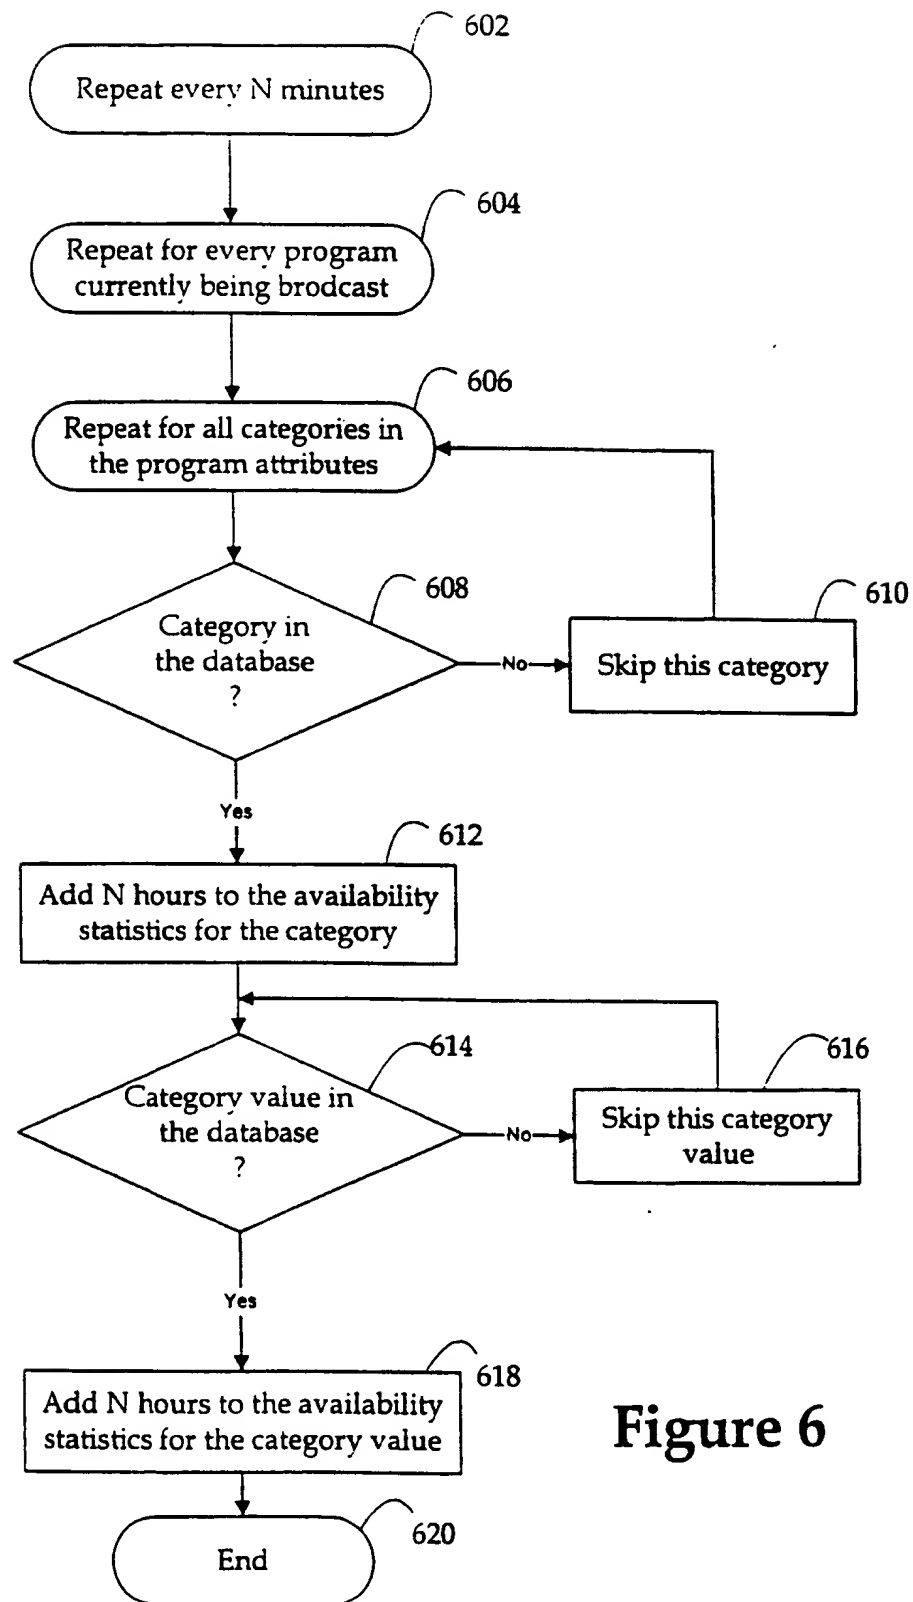 602
Repeat every N minutes
604
Repeat for every program
currently being brodcast
606
Repeat for all categories in
the program attributes
608
Category in
the database
?
No
610
Skip this category
Yes
612
Add N hours to the availability
statistics for the category
614
Category value in
the database
?
No
616
Skip this category
value
Yes
618
Add N hours to the availability
statistics for the category value
Figure 6
620
End